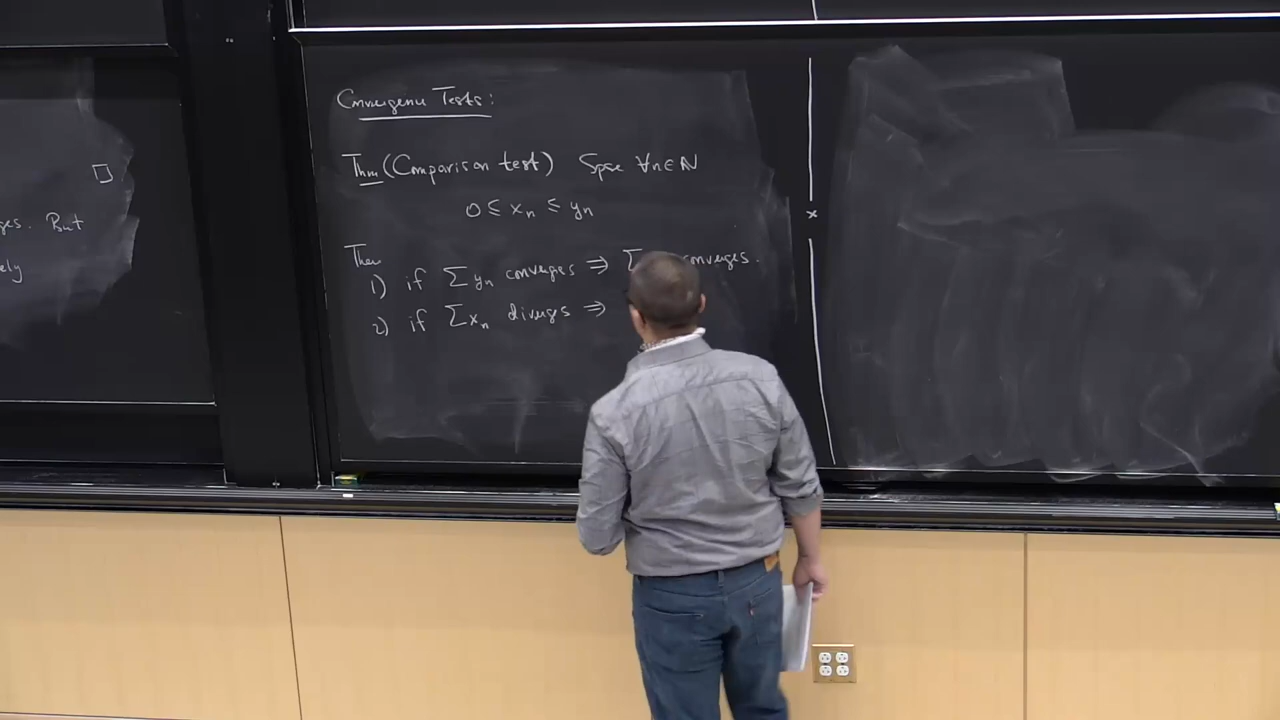 ges. But
ely
Convergence Tests:
Thm (Comparison test) Spse ∀n∈ℕ
0 ≤ xₙ ≤ yₙ
Then
1) if ∑yₙ converges ⇒ ∑ converges.
2) if ∑xₙ diverges ⇒